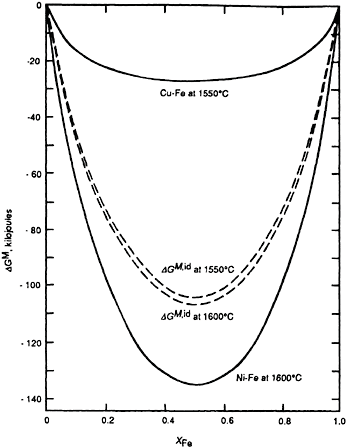 0
-20
-40
-60
-80
-100
-120
-140
ΔG^M, kilojoules
Cu-Fe at 1550°C
ΔG^M,id at 1550°C
ΔG^M,id at 1600°C
Ni-Fe at 1600°C
0 0.2 0.4 0.6 0.8 1.0
X_Fe